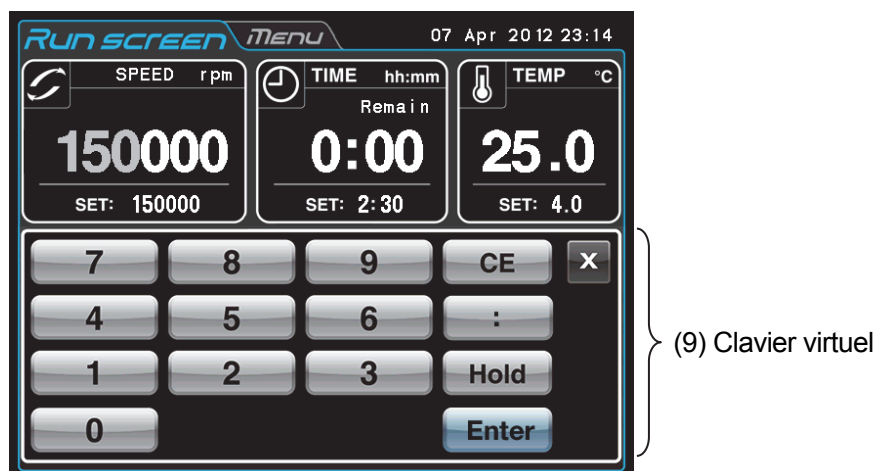 Run screen Menu 07 Apr 2012 23:14
SPEED rpm
150000
SET: 150000
TIME hh:mm
Remain
0:00
SET: 2:30
TEMP °C
25.0
SET: 4.0
7 8 9 CE X
4 5 6 :
1 2 3 Hold
0 Enter
(9) Clavier virtuel